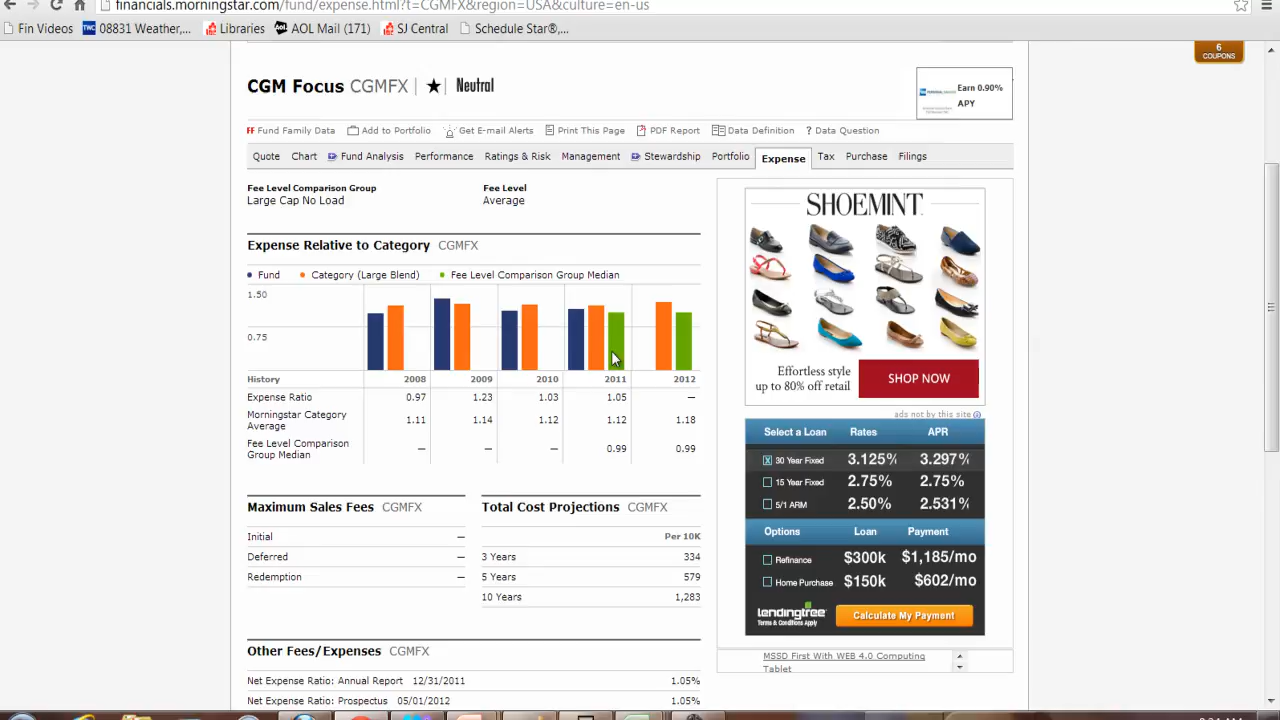 financials.morningstar.com/fund/expense.html?t=CGMFX&region=USA&culture=en-us
Fin Videos TWC 08831 Weather,... Libraries AOL Mail (171) SJ Central Schedule Star®,...
6
COUPONS
CGM Focus CGMFX ★ Neutral
Earn 0.90%
APY
FF Fund Family Data Add to Portfolio Get E-mail Alerts Print This Page PDF Report Data Definition ? Data Question
Quote Chart Fund Analysis Performance Ratings & Risk Management Stewardship Portfolio Expense Tax Purchase Filings
Fee Level Comparison Group Fee Level
Large Cap No Load Average
Expense Relative to Category CGMFX
Fund Category (Large Blend) Fee Level Comparison Group Median
1.50
0.75
History 2008 2009 2010 2011 2012
Expense Ratio 0.97 1.23 1.03 1.05 —
Morningstar Category
Average 1.11 1.14 1.12 1.12 1.18
Fee Level Comparison
Group Median — — — 0.99 0.99
Maximum Sales Fees CGMFX
Initial —
Deferred —
Redemption —
Total Cost Projections CGMFX
Per 10K
3 Years 334
5 Years 579
10 Years 1,283
Other Fees/Expenses CGMFX
Net Expense Ratio: Annual Report 12/31/2011 1.05%
Net Expense Ratio: Prospectus 05/01/2012 1.05%
SHOEMINT
Effortless style
up to 80% off retail
SHOP NOW
ads not by this site
Select a Loan Rates APR
X 30 Year Fixed 3.125% 3.297%
15 Year Fixed 2.75% 2.75%
5/1 ARM 2.50% 2.531%
Options Loan Payment
Refinance $300k $1,185/mo
Home Purchase $150k $602/mo
lendingtree
Terms & Conditions Apply
Calculate My Payment
MSSD First With WEB 4.0 Computing
Tablet